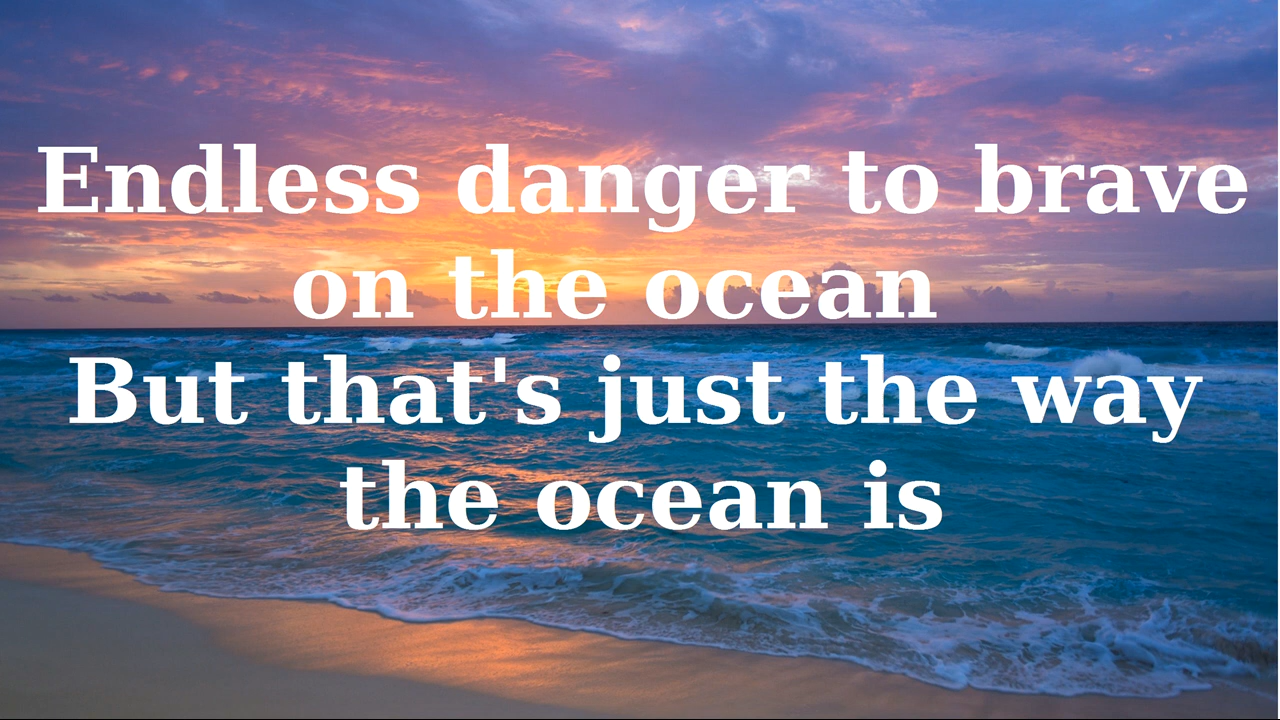 Endless danger to brave
on the ocean
But that's just the way
the ocean is